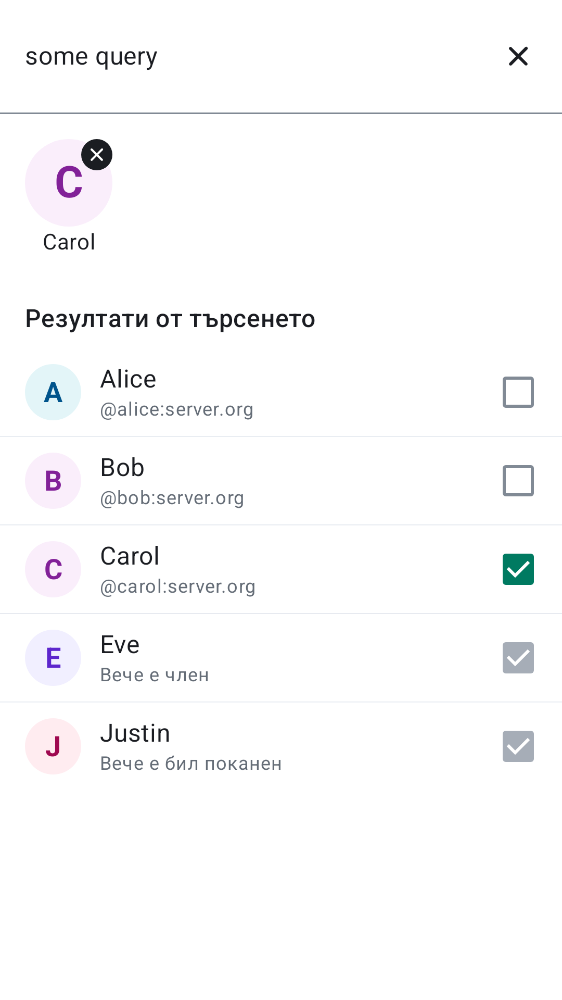 some query
C
Carol
Резултати от търсенето
A
Alice
@alice:server.org
B
Bob
@bob:server.org
C
Carol
@carol:server.org
E
Eve
Вече е член
J
Justin
Вече е бил поканен